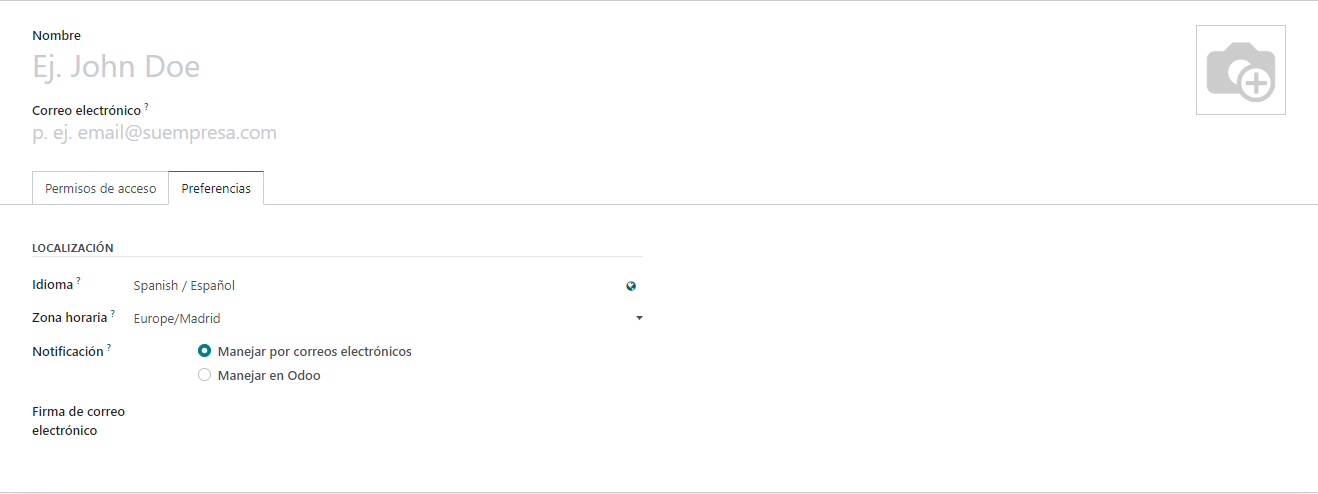 Nombre
Ej. John Doe
Correo electrónico ?
p. ej. email@suempresa.com
Permisos de acceso Preferencias
LOCALIZACIÓN
Idioma ? Spanish / Español
Zona horaria ? Europe/Madrid
Notificación ? Manejar por correos electrónicos
Manejar en Odoo
Firma de correo
electrónico